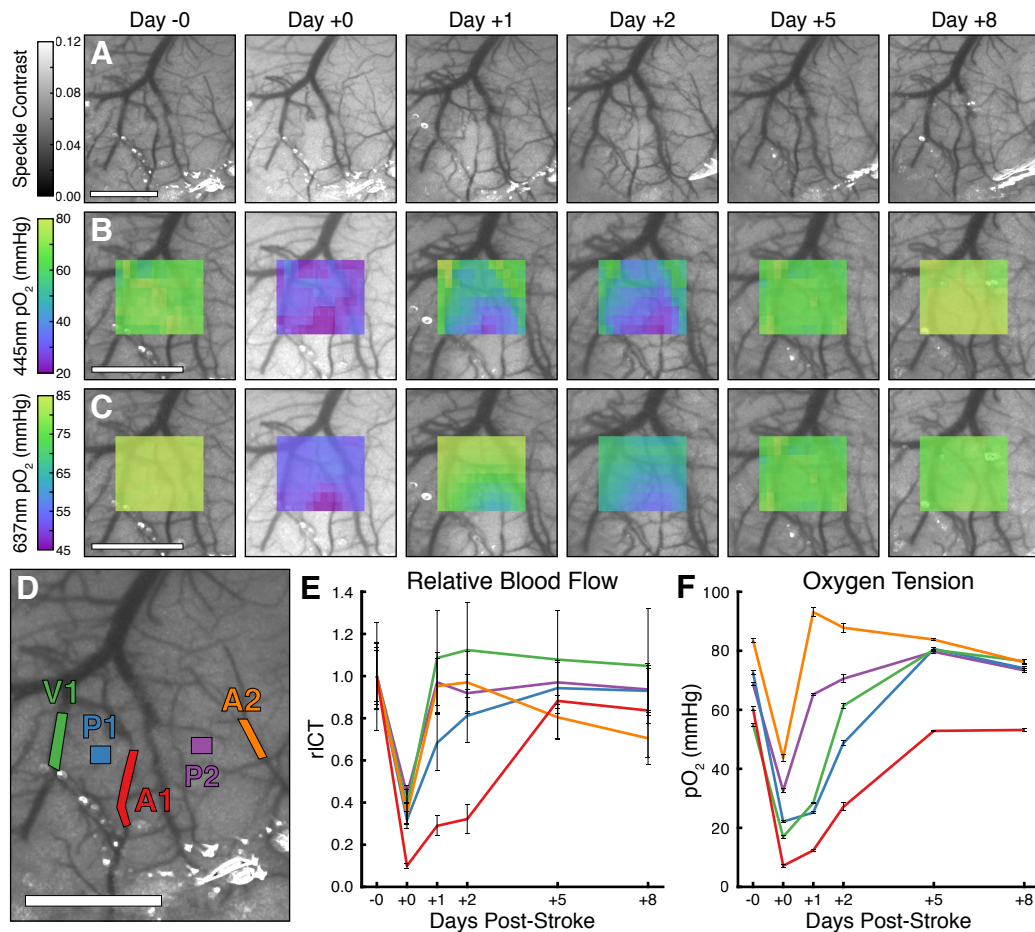 Day -0 Day +0 Day +1 Day +2 Day +5 Day +8
A
Speckle Contrast
0.12
0.08
0.04
0.00
B
445nm pO2 (mmHg)
80
60
40
20
C
637nm pO2 (mmHg)
85
75
65
55
45
D
V1
P1
A1
P2
A2
E Relative Blood Flow
rICT
1.4
1.2
1.0
0.8
0.6
0.4
0.2
0.0
-0 +0 +1 +2 +5 +8
Days Post-Stroke
F Oxygen Tension
pO2 (mmHg)
100
80
60
40
20
0
-0 +0 +1 +2 +5 +8
Days Post-Stroke